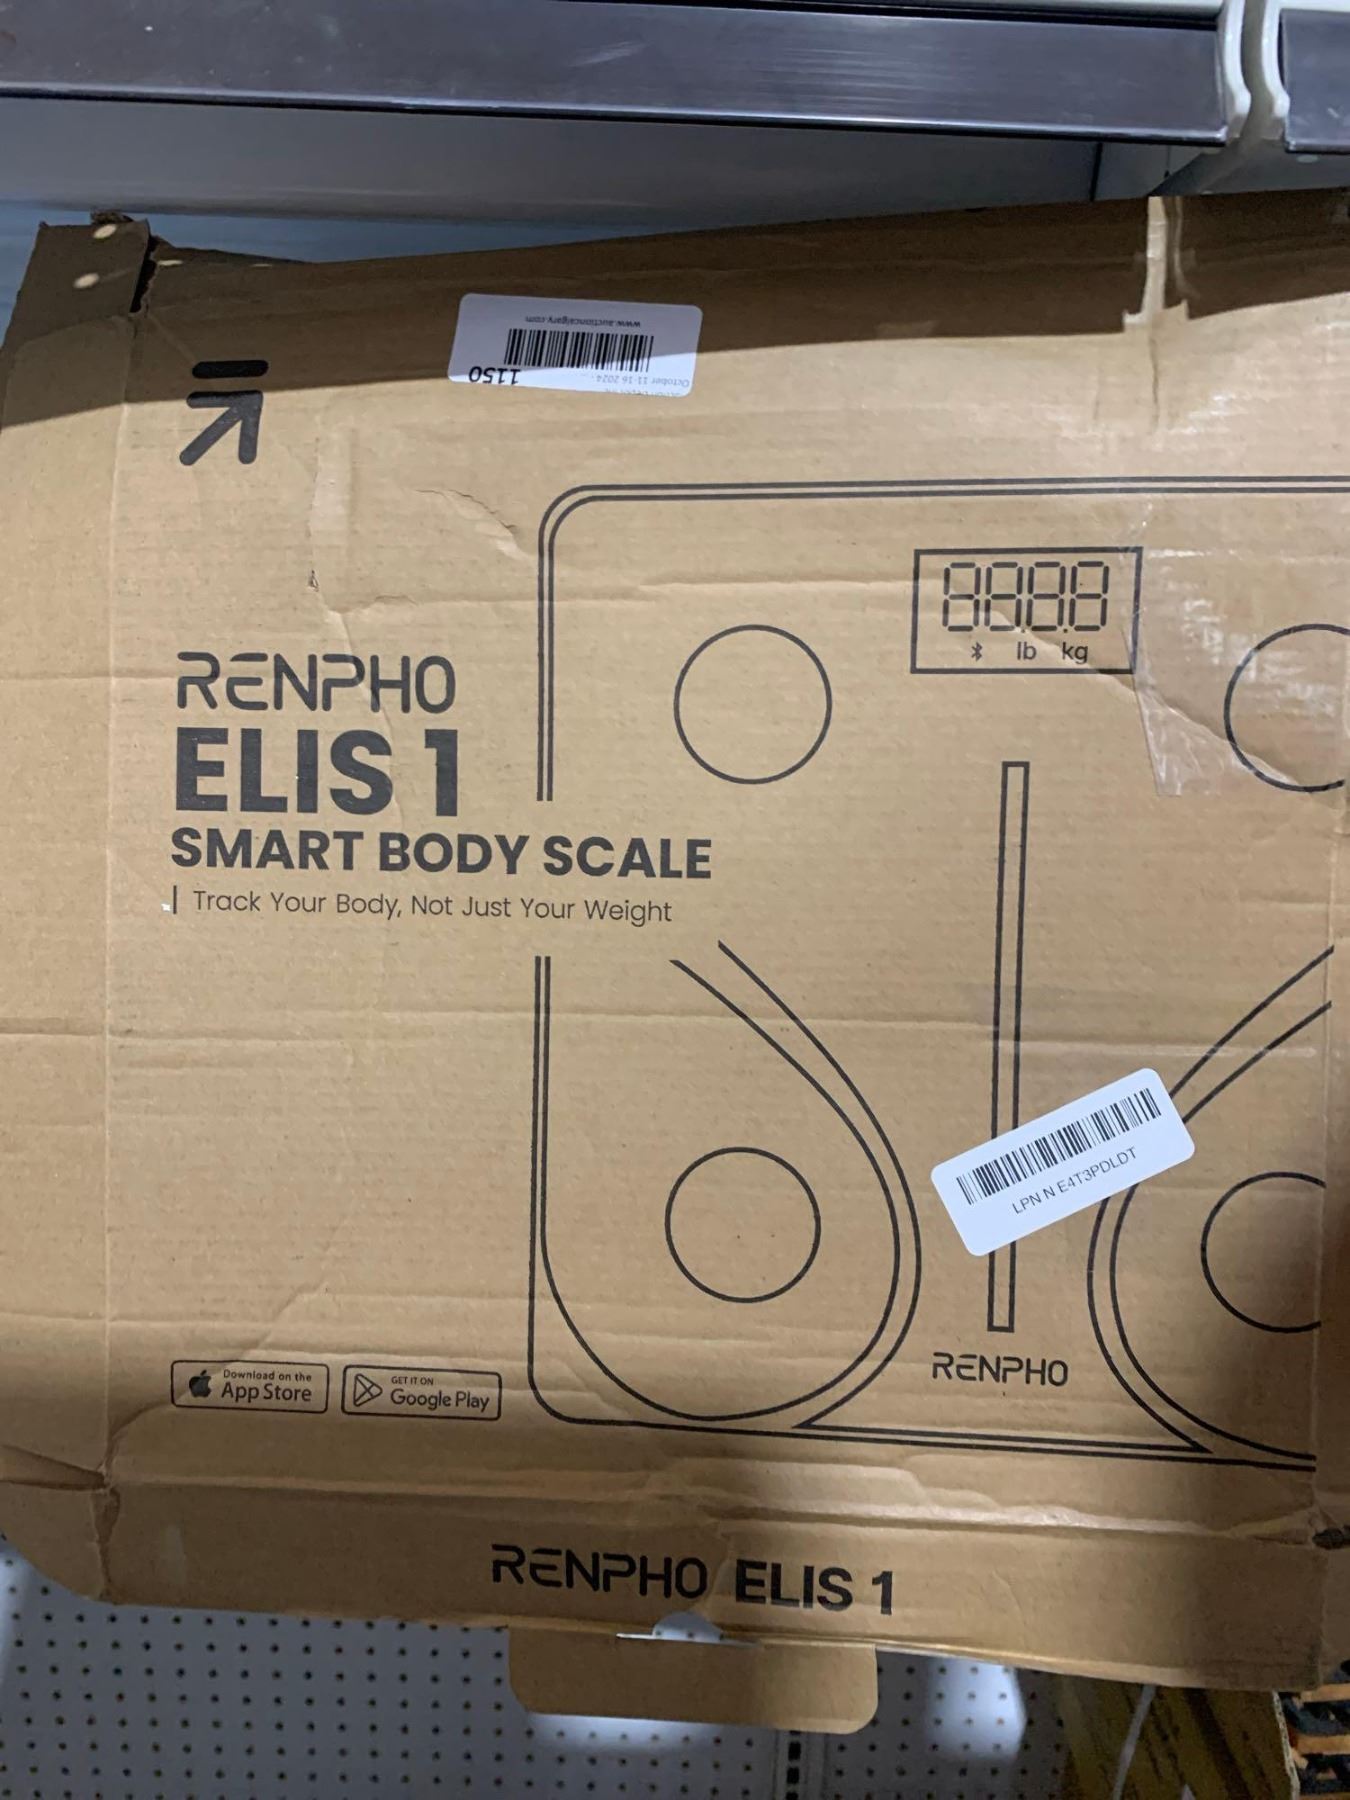 www.auctioncalgary.com
1150
October 11-16 2024
RENPHO
ELIS 1
SMART BODY SCALE
Track Your Body, Not Just Your Weight
8888
lb kg
LPN N E4T3PDLDT
RENPHO
Download on the
App Store
GET IT ON
Google Play
RENPHO ELIS 1